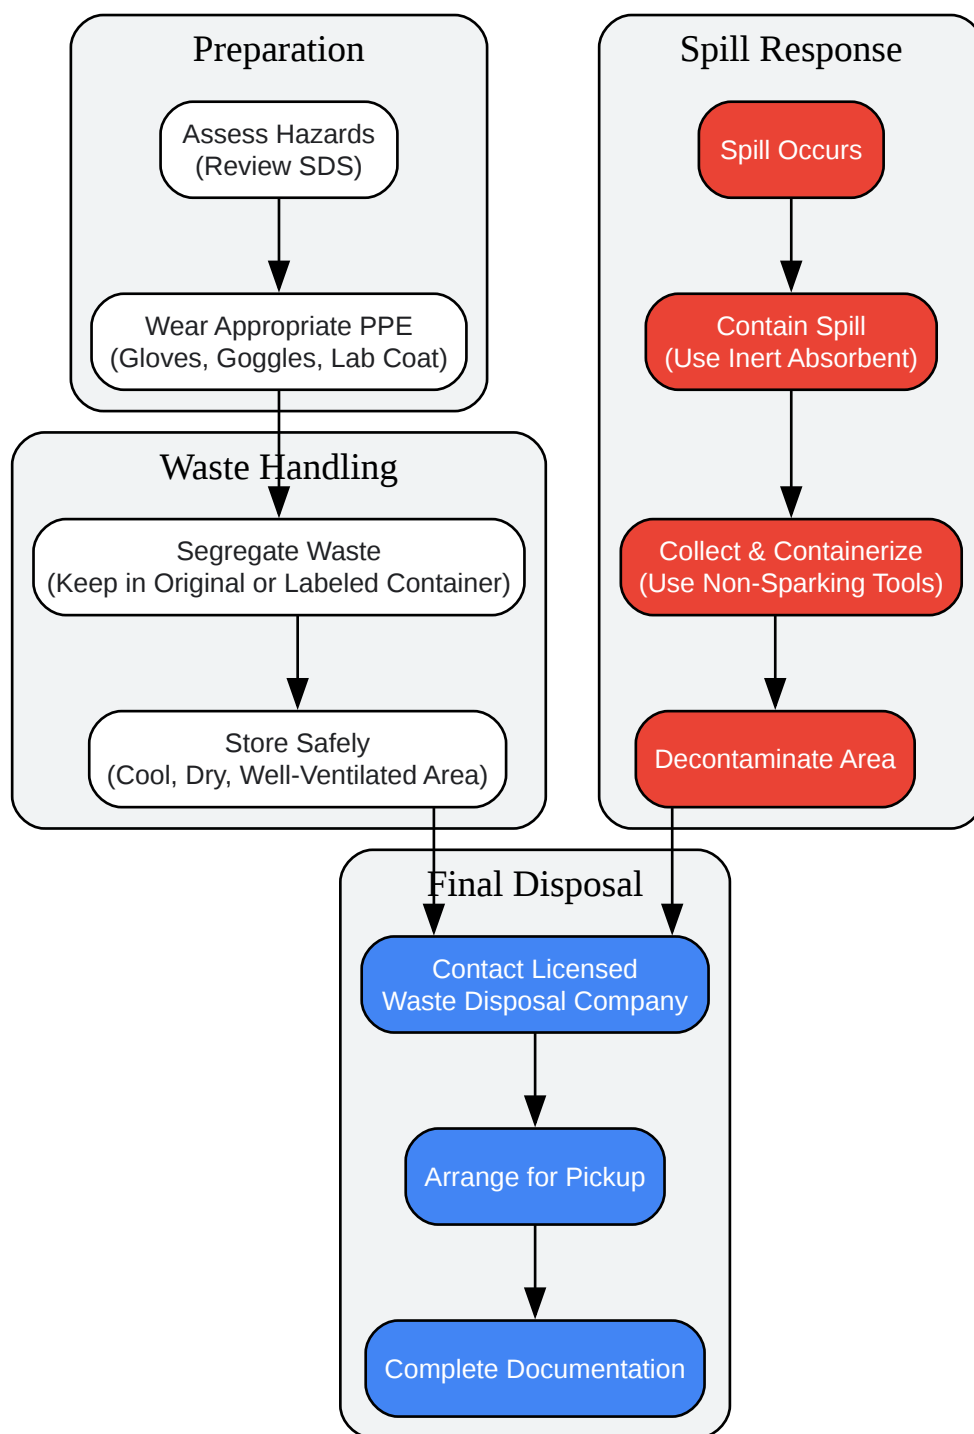 Preparation
Assess Hazards
(Review SDS)
Wear Appropriate PPE
(Gloves, Goggles, Lab Coat)
Waste Handling
Segregate Waste
(Keep in Original or Labeled Container)
Store Safely
(Cool, Dry, Well-Ventilated Area)
Spill Response
Spill Occurs
Contain Spill
(Use Inert Absorbent)
Collect & Containerize
(Use Non-Sparking Tools)
Decontaminate Area
Final Disposal
Contact Licensed
Waste Disposal Company
Arrange for Pickup
Complete Documentation